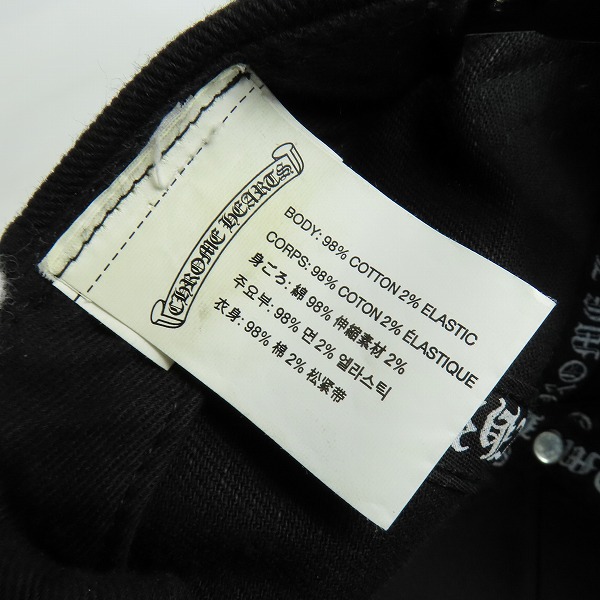 CHROME HEARTS
BODY: 98% COTTON 2% ELASTIC
CORPS: 98% COTON 2% ÉLASTIQUE
身ごろ: 綿 98% 伸縮素材 2%
주요부: 98% 면 2% 엘라스틱
衣身: 98% 棉 2% 松紧带